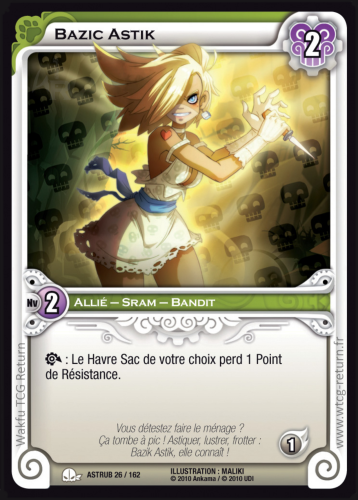 Bazic Astik
2
Nv 2 Allié – Sram – Bandit
: Le Havre Sac de votre choix perd 1 Point
de Résistance.
Vous détestez faire le ménage ?
Ça tombe à pic ! Astiquer, lustrer, frotter :
Bazik Astik, elle connaît !
1
ASTRUB 26 / 162
ILLUSTRATION : MALIKI
© 2010 Ankama / © 2010 UDI
Wakfu TCG Return
http://www.wtcg-return.fr